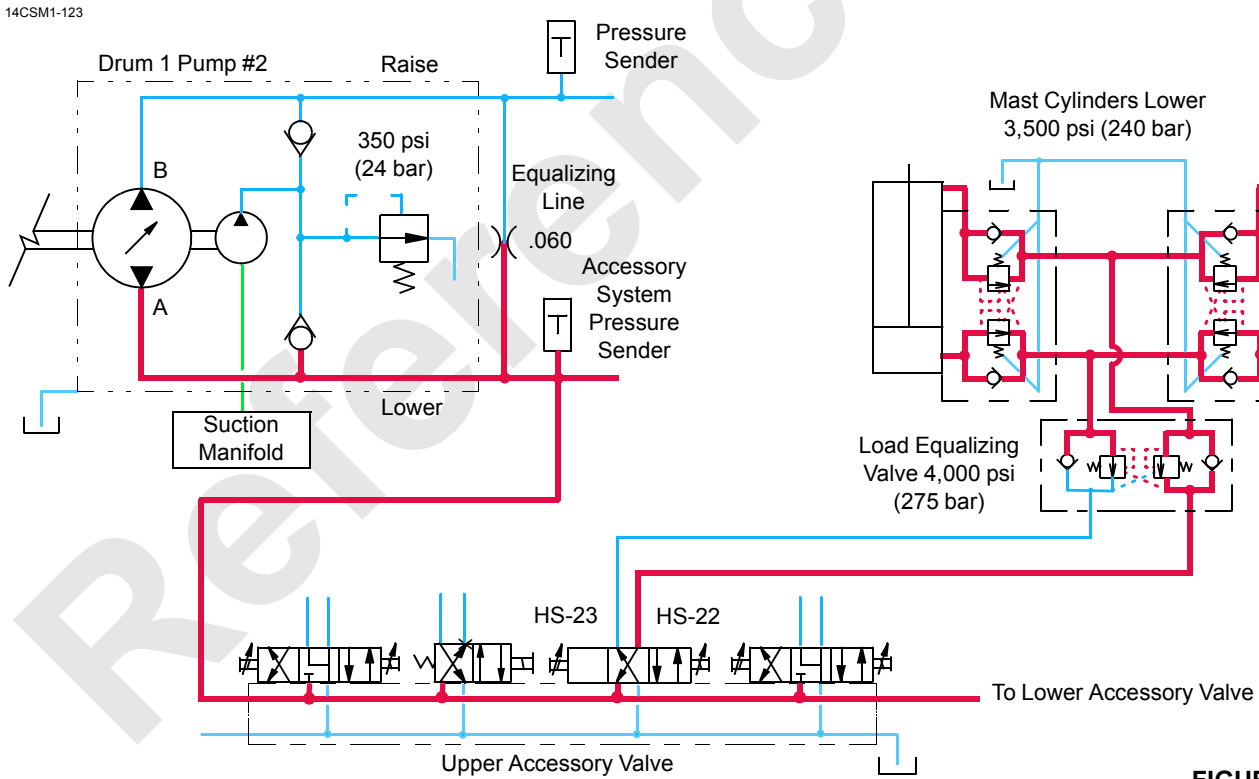 14CSM1-123
Pressure
Sender
Drum 1 Pump #2
Raise
Mast Cylinders Lower
3,500 psi (240 bar)
350 psi
(24 bar)
B
Equalizing
Line
.060
A
Accessory
System
Pressure
Sender
Lower
Suction
Manifold
Load Equalizing
Valve 4,000 psi
(275 bar)
HS-23
HS-22
To Lower Accessory Valve
Upper Accessory Valve
T
T